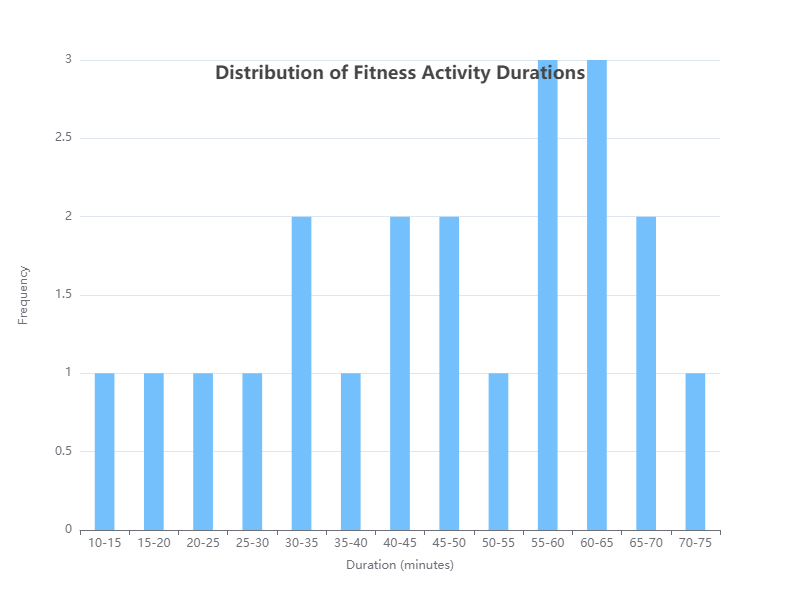 Distribution of Fitness Activity Durations
3
2.5
2
1.5
1
0.5
0
Frequency
10-15 15-20 20-25 25-30 30-35 35-40 40-45 45-50 50-55 55-60 60-65 65-70 70-75
Duration (minutes)